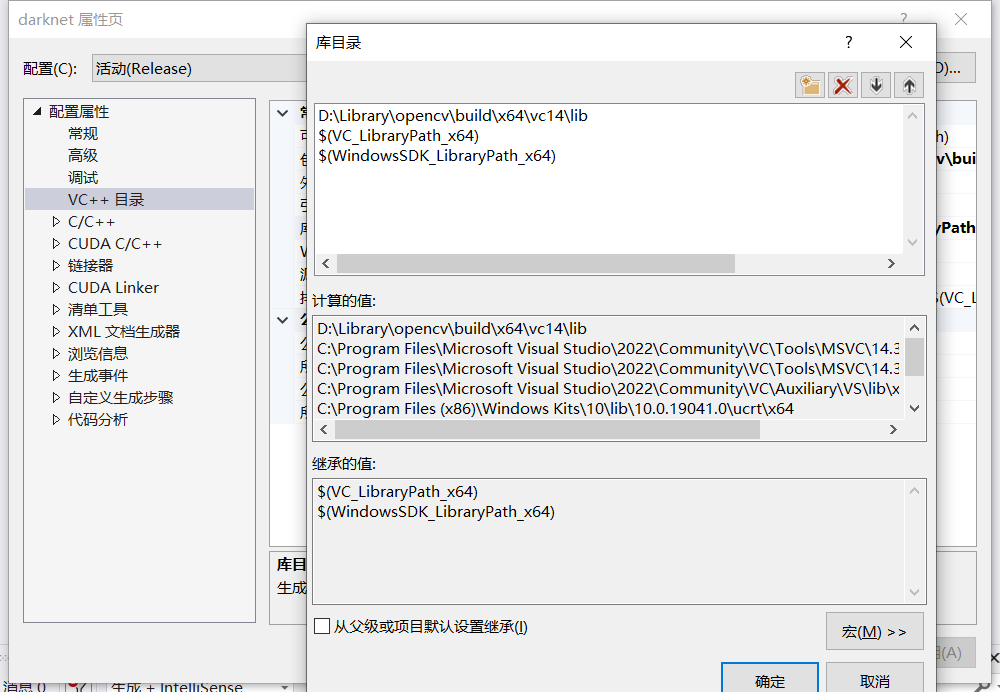 darknet 属性页
?
配置(C):
活动(Release)
配置属性
常规
高级
调试
VC++ 目录
C/C++
CUDA C/C++
链接器
CUDA Linker
清单工具
XML 文档生成器
浏览信息
生成事件
自定义生成步骤
代码分析
库目录
?
D:\Library\opencv\build\x64\vc14\lib
$(VC_LibraryPath_x64)
$(WindowsSDK_LibraryPath_x64)
计算的值:
D:\Library\opencv\build\x64\vc14\lib
C:\Program Files\Microsoft Visual Studio\2022\Community\VC\Tools\MSVC\14.3
C:\Program Files\Microsoft Visual Studio\2022\Community\VC\Tools\MSVC\14.3
C:\Program Files\Microsoft Visual Studio\2022\Community\VC\Auxiliary\VS\lib\x
C:\Program Files (x86)\Windows Kits\10\lib\10.0.19041.0\ucrt\x64
继承的值:
$(VC_LibraryPath_x64)
$(WindowsSDK_LibraryPath_x64)
从父级或项目默认设置继承(I)
宏(M) >>
确定
取消
库目
生成
消息 0
生成 + IntelliSense